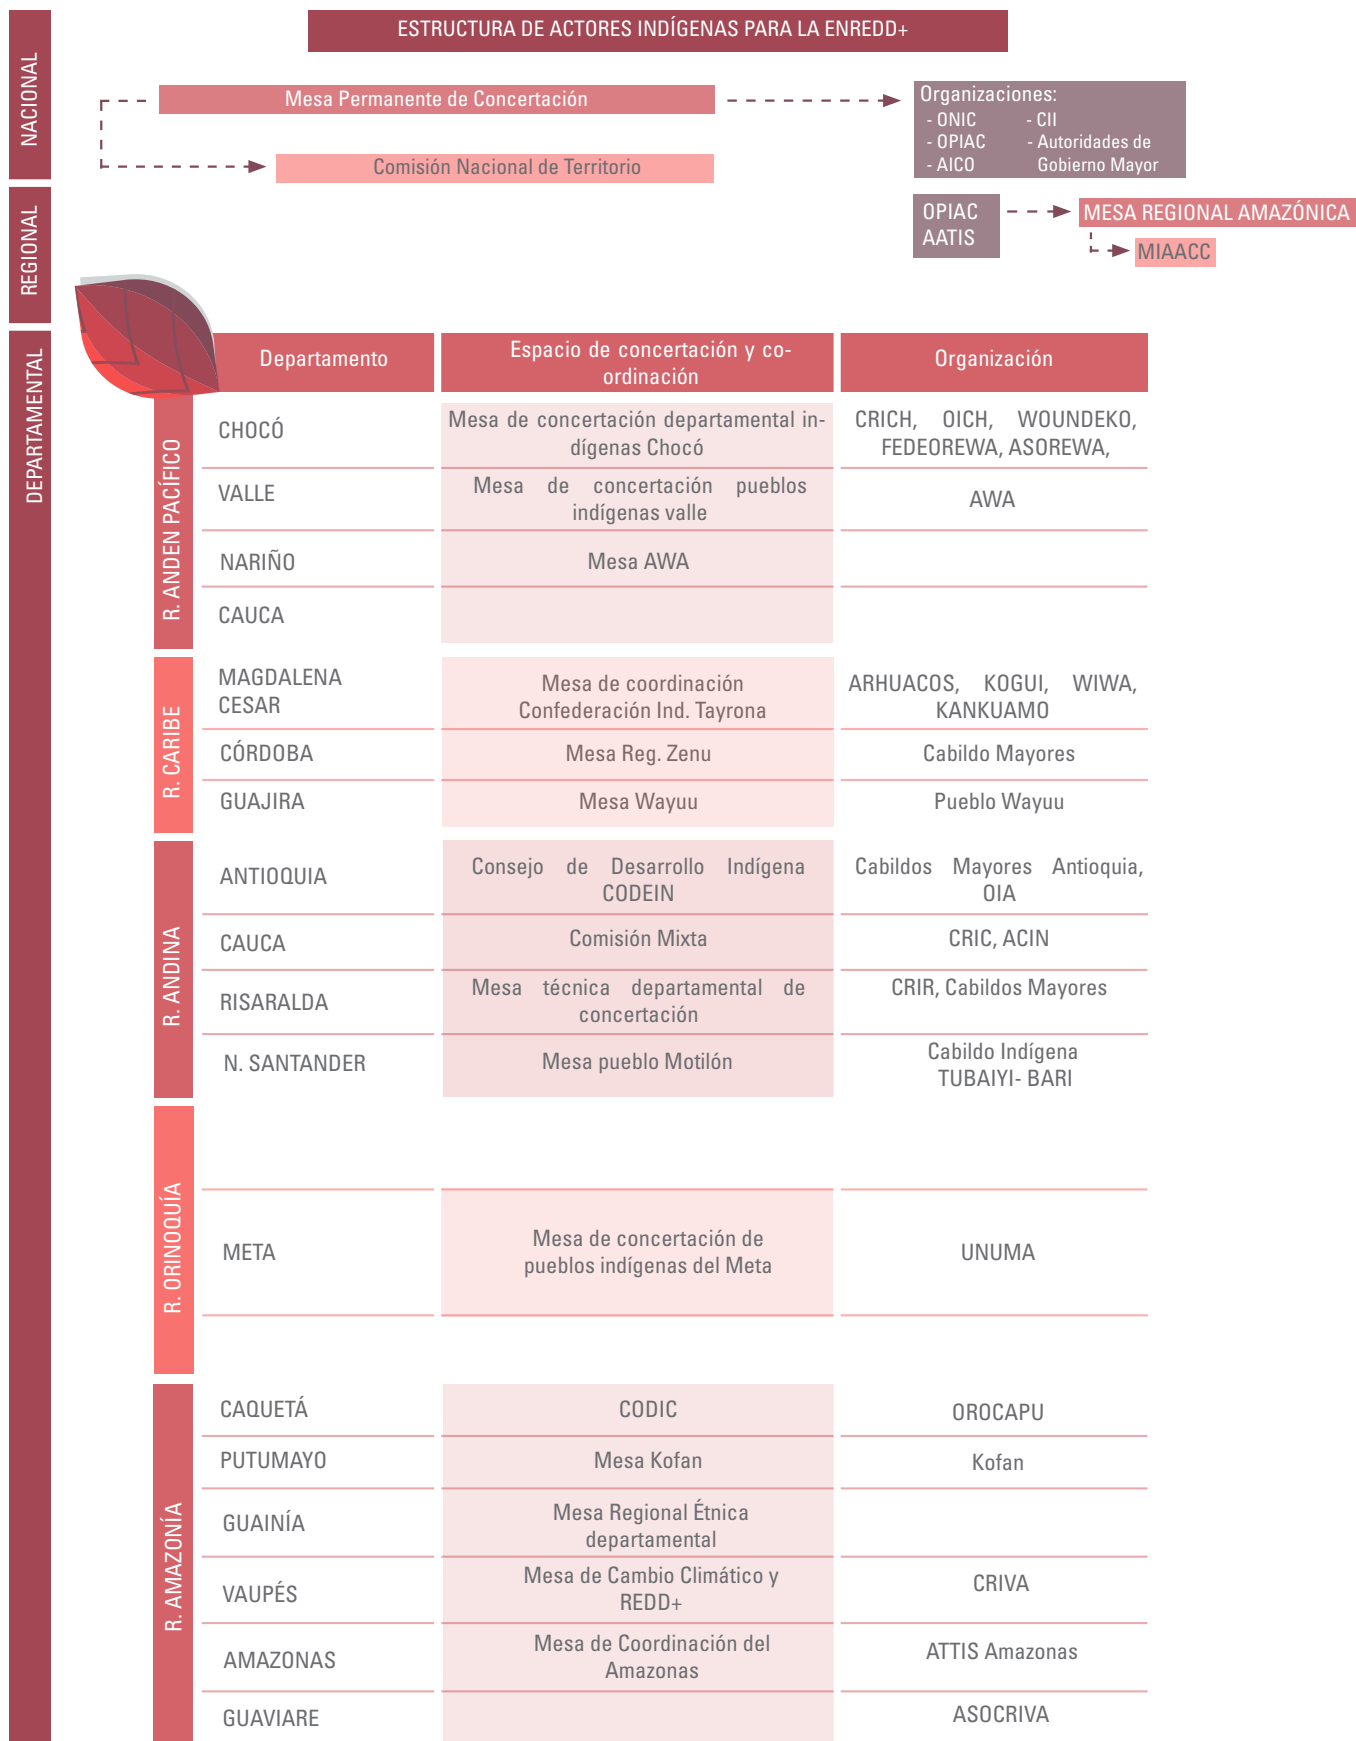 ESTRUCTURA DE ACTORES INDÍGENAS PARA LA ENREDD+
NACIONAL
Mesa Permanente de Concertación
Comisión Nacional de Territorio
Organizaciones:
- ONIC - CII
- OPIAC - Autoridades de
- AICO Gobierno Mayor
REGIONAL
OPIAC
AATIS
MESA REGIONAL AMAZÓNICA
MIAACC
DEPARTAMENTAL
Departamento
Espacio de concertación y co-
ordinación
Organización
R. ANDEN PACÍFICO
CHOCÓ
Mesa de concertación departamental in-
dígenas Chocó
CRICH, OICH, WOUNDEKO,
FEDEOREWA, ASOREWA,
VALLE
Mesa de concertación pueblos
indígenas valle
AWA
NARIÑO
Mesa AWA
CAUCA
R. CARIBE
MAGDALENA
CESAR
Mesa de coordinación
Confederación Ind. Tayrona
ARHUACOS, KOGUI, WIWA,
KANKUAMO
CÓRDOBA
Mesa Reg. Zenu
Cabildo Mayores
GUAJIRA
Mesa Wayuu
Pueblo Wayuu
R. ANDINA
ANTIOQUIA
Consejo de Desarrollo Indígena
CODEIN
Cabildos Mayores Antioquia,
OIA
CAUCA
Comisión Mixta
CRIC, ACIN
RISARALDA
Mesa técnica departamental de
concertación
CRIR, Cabildos Mayores
N. SANTANDER
Mesa pueblo Motilón
Cabildo Indígena
TUBAIYI- BARI
R. ORINOQUÍA
META
Mesa de concertación de
pueblos indígenas del Meta
UNUMA
R. AMAZONÍA
CAQUETÁ
CODIC
OROCAPU
PUTUMAYO
Mesa Kofan
Kofan
GUAINÍA
Mesa Regional Étnica
departamental
VAUPÉS
Mesa de Cambio Climático y
REDD+
CRIVA
AMAZONAS
Mesa de Coordinación del
Amazonas
ATTIS Amazonas
GUAVIARE
ASOCRIVA